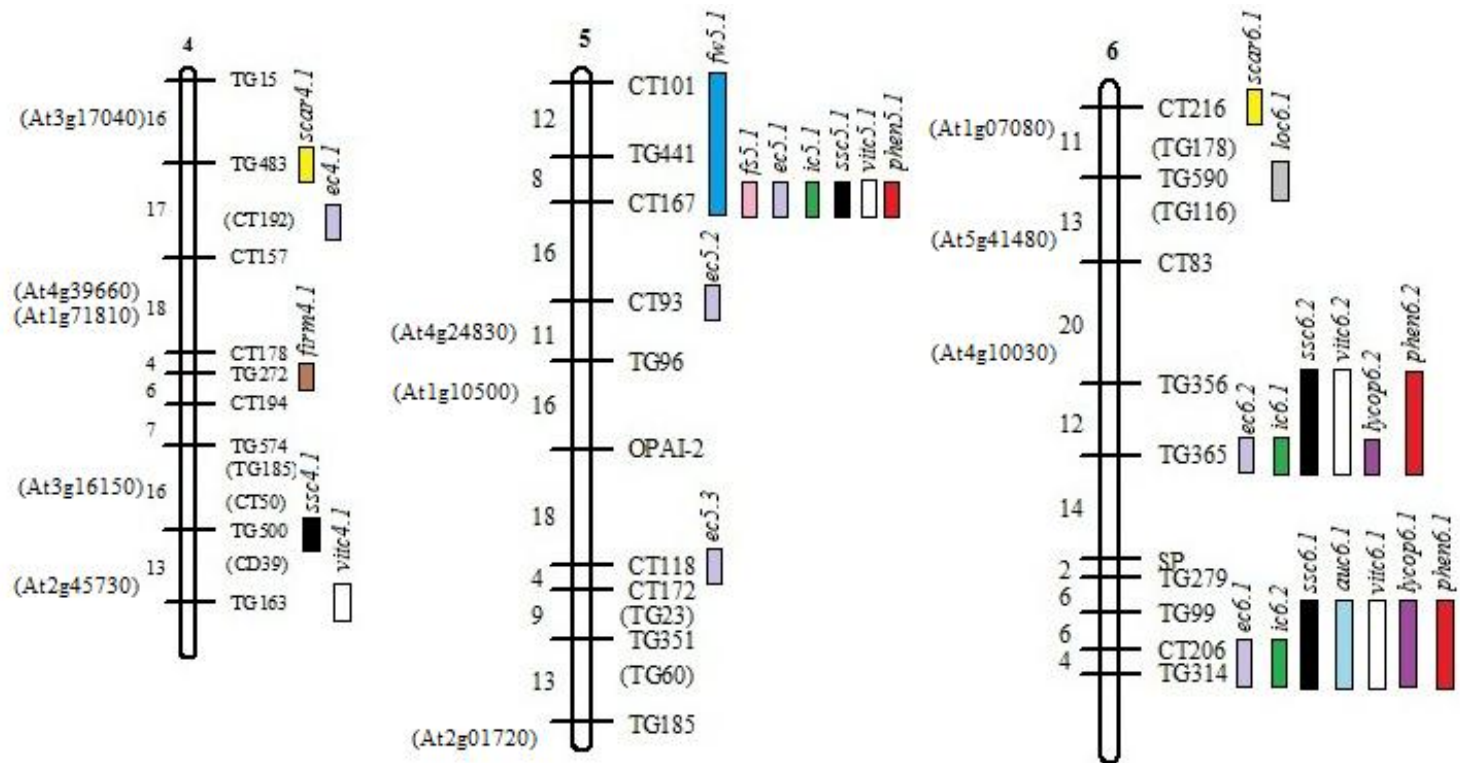 4
TG15
(At3g17040)
16
scar4.1
TG483
ec4.1
17
(CT192)
CT157
(At4g39660)
(At1g71810)
18
firm4.1
CT178
4
TG272
6
CT194
7
TG574
(TG185)
(At3g16150)
16
(CT50)
ssc4.1
TG500
vitc4.1
(CD39)
13
(At2g45730)
TG163
5
fw5.1
CT101
12
TG441
8
CT167
fs5.1
ec5.1
ic5.1
ssc5.1
vitc5.1
phen5.1
16
ec5.2
CT93
(At4g24830)
11
TG96
(At1g10500)
16
OPAI-2
18
ec5.3
CT118
4
CT172
9
(TG23)
TG351
13
(TG60)
TG185
(At2g01720)
6
scar6.1
CT216
(At1g07080)
11
(TG178)
loc6.1
TG590
(TG116)
13
(At5g41480)
CT83
20
(At4g10030)
TG356
ssc6.2
vitc6.2
phen6.2
12
ec6.2
ic6.1
lycop6.2
TG365
14
SP
2
TG279
6
TG99
6
CT206
4
TG314
ec6.1
ic6.2
ssc6.1
auc6.1
vitc6.1
lycop6.1
phen6.1